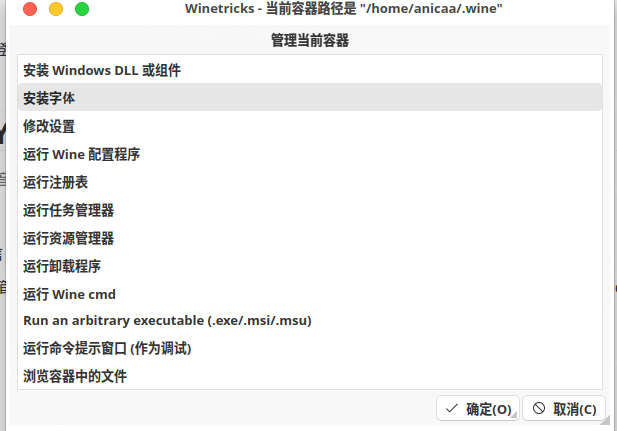 Winetricks - 当前容器路径是 "/home/anicaa/.wine"
管理当前容器
安装 Windows DLL 或组件
安装字体
修改设置
运行 Wine 配置程序
运行注册表
运行任务管理器
运行资源管理器
运行卸载程序
运行 Wine cmd
Run an arbitrary executable (.exe/.msi/.msu)
运行命令提示窗口 (作为调试)
浏览容器中的文件
确定(O) 取消(C)